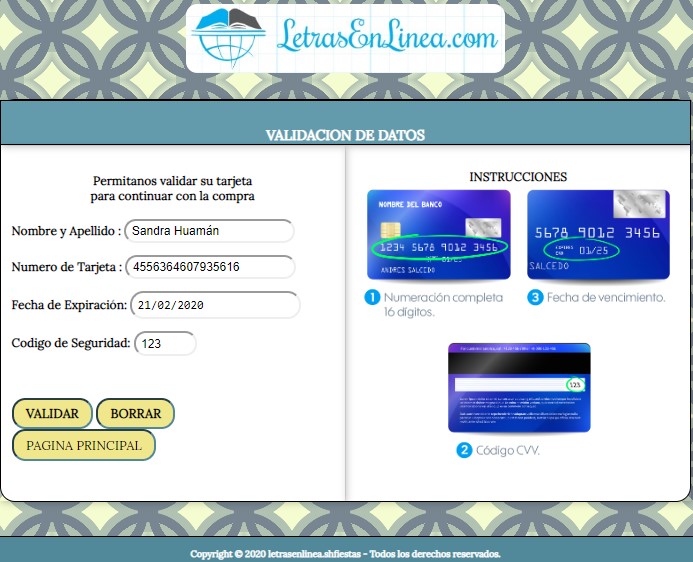 LetrasEnLinea.com
VALIDACION DE DATOS
Permitanos validar su tarjeta
para continuar con la compra
Nombre y Apellido : Sandra Huamán
Numero de Tarjeta : 4556364607935616
Fecha de Expiración: 21/02/2020
Codigo de Seguridad: 123
VALIDAR BORRAR
PAGINA PRINCIPAL
INSTRUCCIONES
NOMBRE DEL BANCO
1234 5678 9012 3456
01/25
ANDRES SALCEDO
1 Numeración completa
16 dígitos.
5678 9012 3456
01/25
SALCEDO
3 Fecha de vencimiento.
123
2 Código CVV.
Copyright © 2020 letrasenlinea.shfiestas - Todos los derechos reservados.